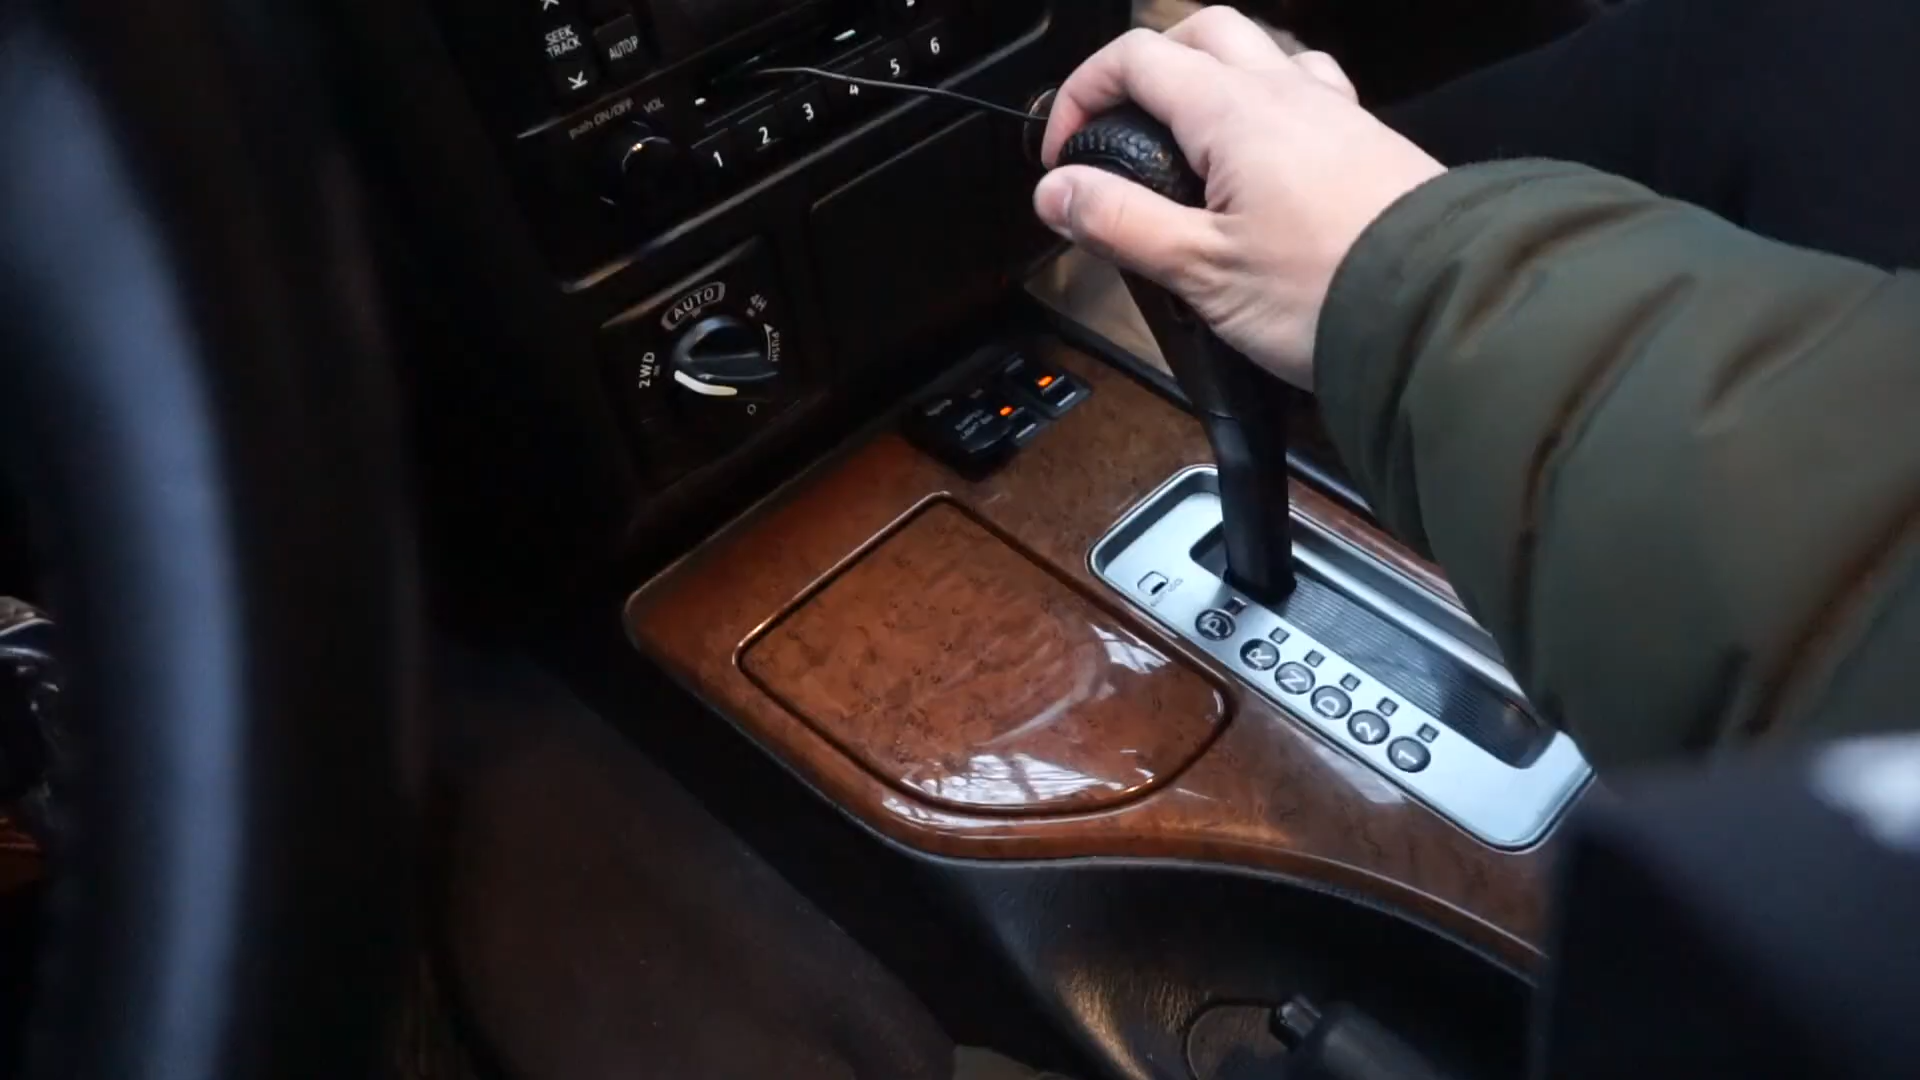 SEEK
TRACK
AUTO.P
push ON/OFF VOL
1 2 3 4 5 6
AUTO
4H
2WD
PUSH
P
R
N
D
2
1